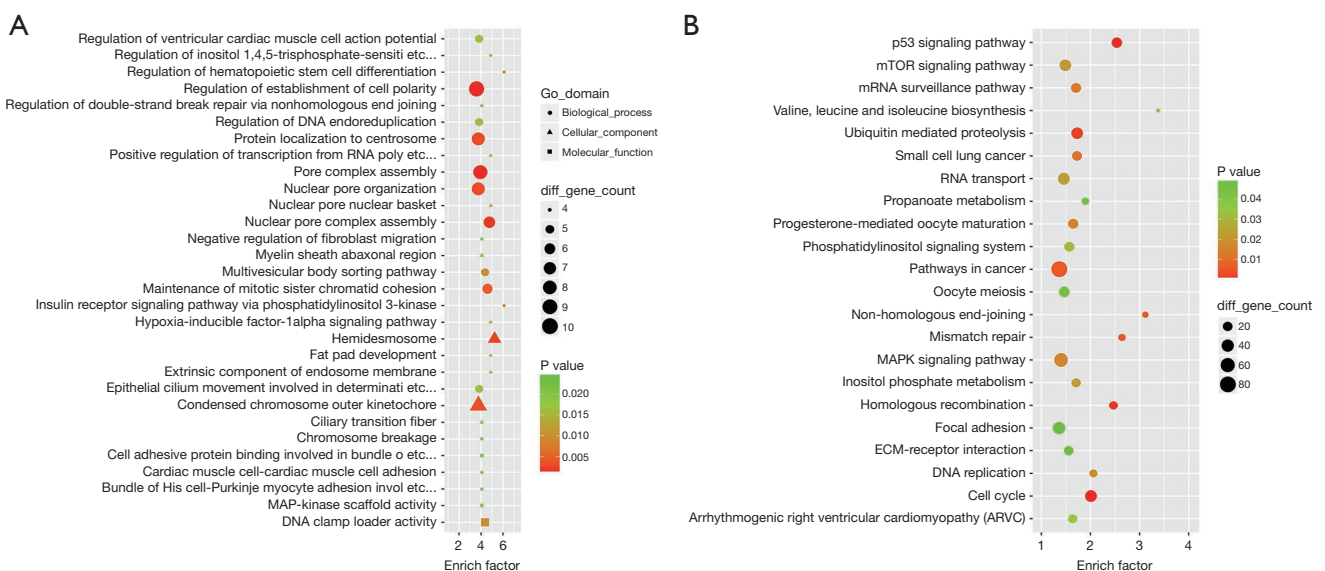 A
Regulation of ventricular cardiac muscle cell action potential
Regulation of inositol 1,4,5-trisphosphate-sensiti etc...
Regulation of hematopoietic stem cell differentiation
Regulation of establishment of cell polarity
Regulation of double-strand break repair via nonhomologous end joining
Regulation of DNA endoreduplication
Protein localization to centrosome
Positive regulation of transcription from RNA poly etc...
Pore complex assembly
Nuclear pore organization
Nuclear pore nuclear basket
Nuclear pore complex assembly
Negative regulation of fibroblast migration
Myelin sheath abaxonal region
Multivesicular body sorting pathway
Maintenance of mitotic sister chromatid cohesion
Insulin receptor signaling pathway via phosphatidylinositol 3-kinase
Hypoxia-inducible factor-1alpha signaling pathway
Hemidesmosome
Fat pad development
Extrinsic component of endosome membrane
Epithelial cilium movement involved in determinati etc...
Condensed chromosome outer kinetochore
Ciliary transition fiber
Chromosome breakage
Cell adhesive protein binding involved in bundle o etc...
Cardiac muscle cell-cardiac muscle cell adhesion
Bundle of His cell-Purkinje myocyte adhesion invol etc...
MAP-kinase scaffold activity
DNA clamp loader activity
2 4 6
Enrich factor
Go_domain
Biological_process
Cellular_component
Molecular_function
diff_gene_count
4
5
6
7
8
9
10
P value
0.020
0.015
0.010
0.005
B
p53 signaling pathway
mTOR signaling pathway
mRNA surveillance pathway
Valine, leucine and isoleucine biosynthesis
Ubiquitin mediated proteolysis
Small cell lung cancer
RNA transport
Propanoate metabolism
Progesterone-mediated oocyte maturation
Phosphatidylinositol signaling system
Pathways in cancer
Oocyte meiosis
Non-homologous end-joining
Mismatch repair
MAPK signaling pathway
Inositol phosphate metabolism
Homologous recombination
Focal adhesion
ECM-receptor interaction
DNA replication
Cell cycle
Arrhythmogenic right ventricular cardiomyopathy (ARVC)
1 2 3 4
Enrich factor
P value
0.04
0.03
0.02
0.01
diff_gene_count
20
40
60
80